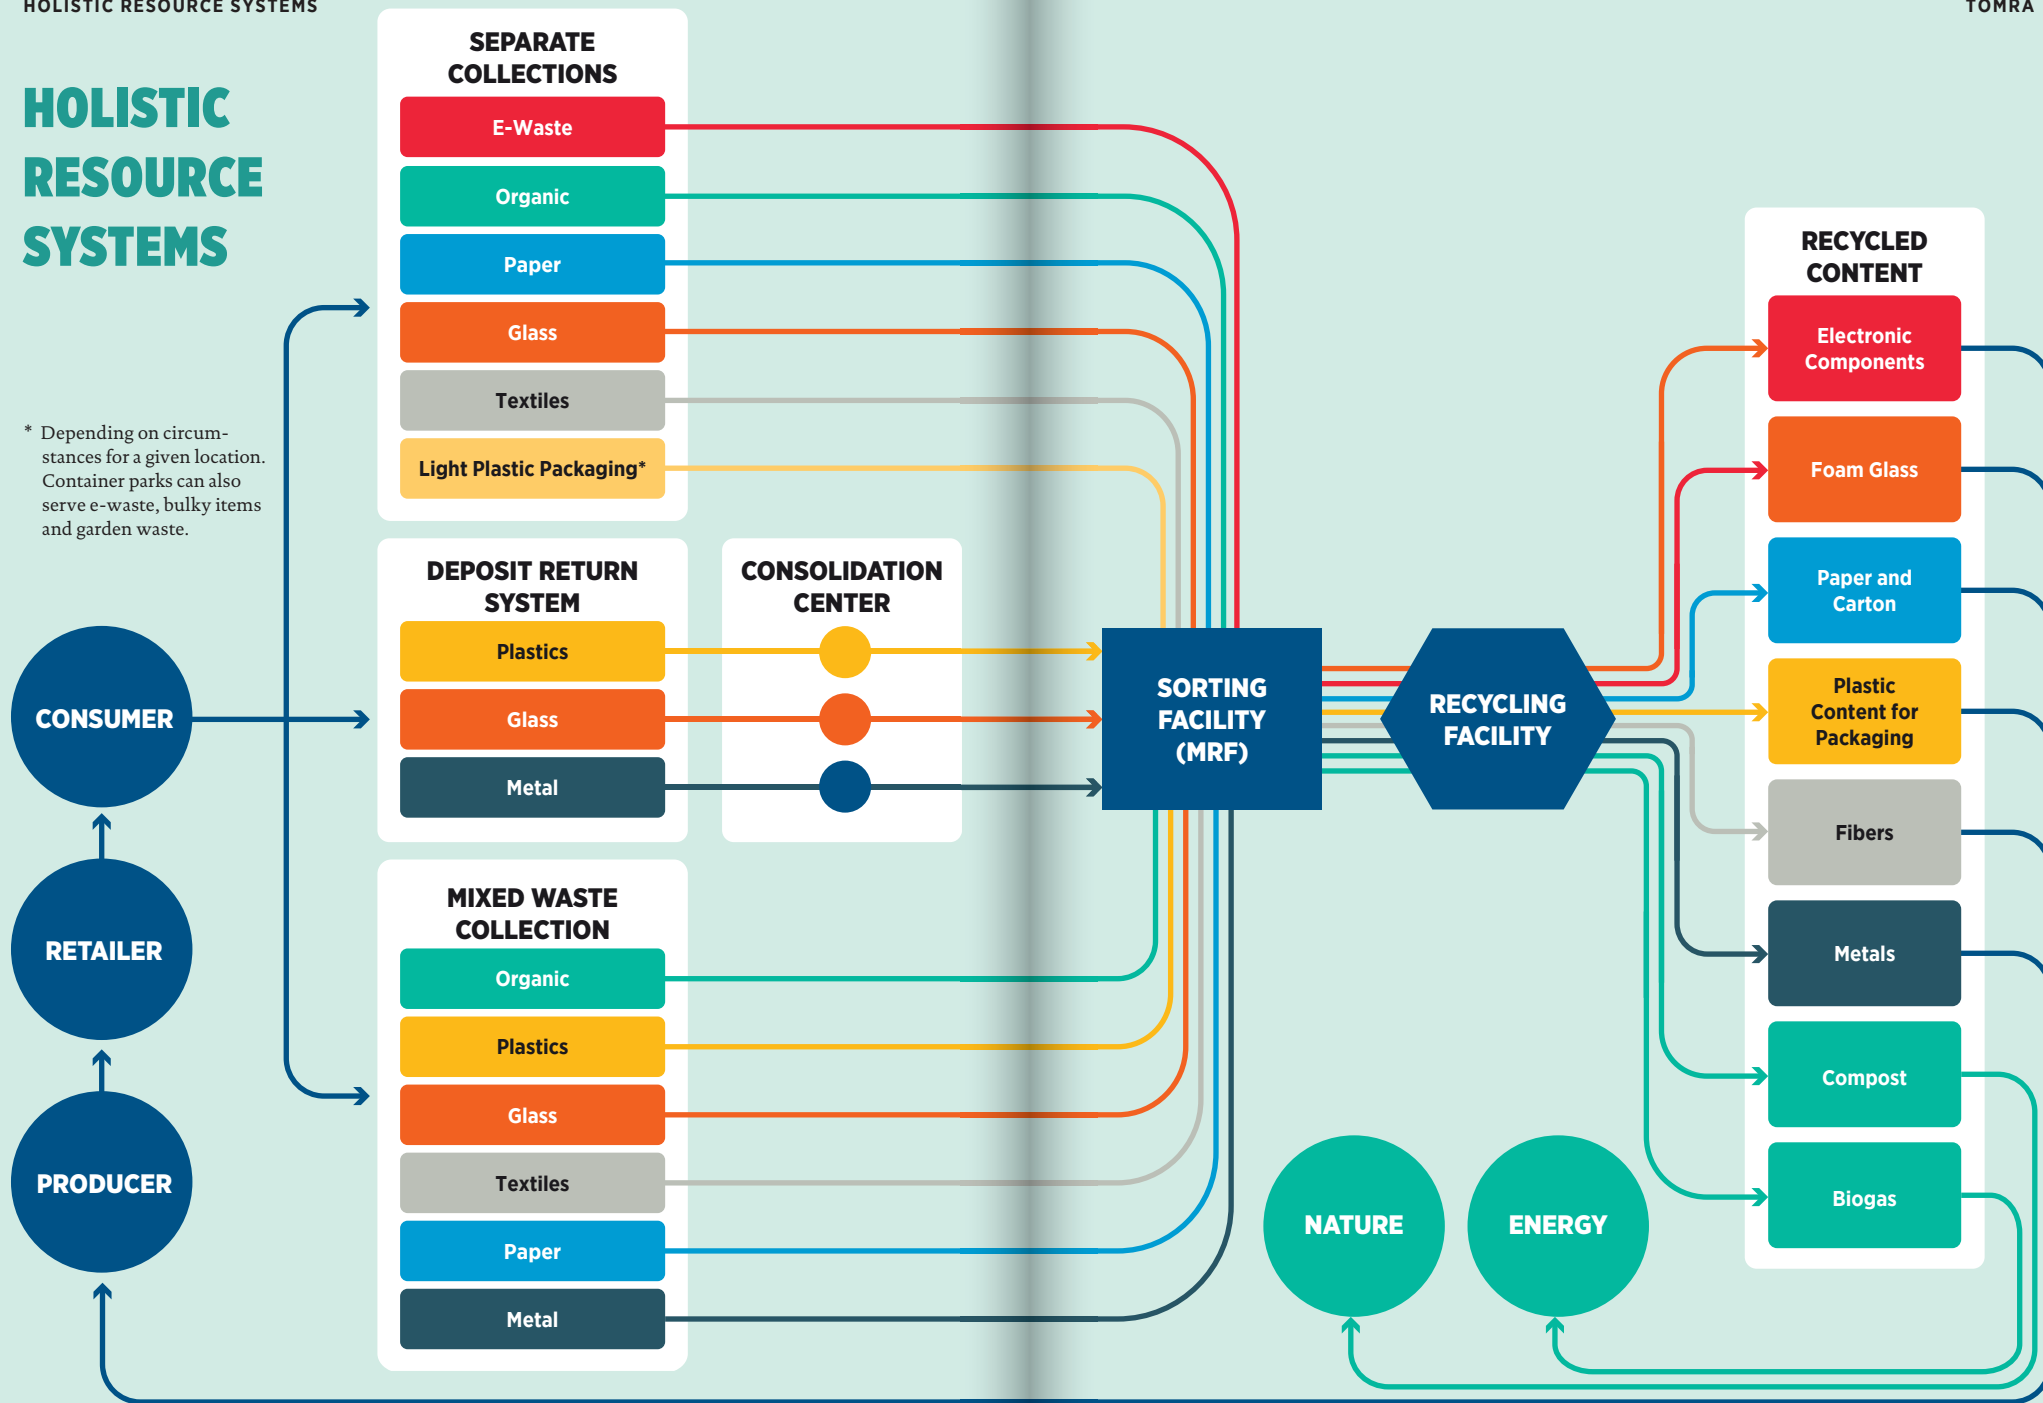 HOLISTIC RESOURCE SYSTEMS
TOMRA
HOLISTIC
RESOURCE
SYSTEMS
* Depending on circum-
stances for a given location.
Container parks can also
serve e-waste, bulky items
and garden waste.
CONSUMER
RETAILER
PRODUCER
SEPARATE
COLLECTIONS
E-Waste
Organic
Paper
Glass
Textiles
Light Plastic Packaging*
DEPOSIT RETURN
SYSTEM
Plastics
Glass
Metal
CONSOLIDATION
CENTER
MIXED WASTE
COLLECTION
Organic
Plastics
Glass
Textiles
Paper
Metal
SORTING
FACILITY
(MRF)
RECYCLING
FACILITY
NATURE
ENERGY
RECYCLED
CONTENT
Electronic
Components
Foam Glass
Paper and
Carton
Plastic
Content for
Packaging
Fibers
Metals
Compost
Biogas